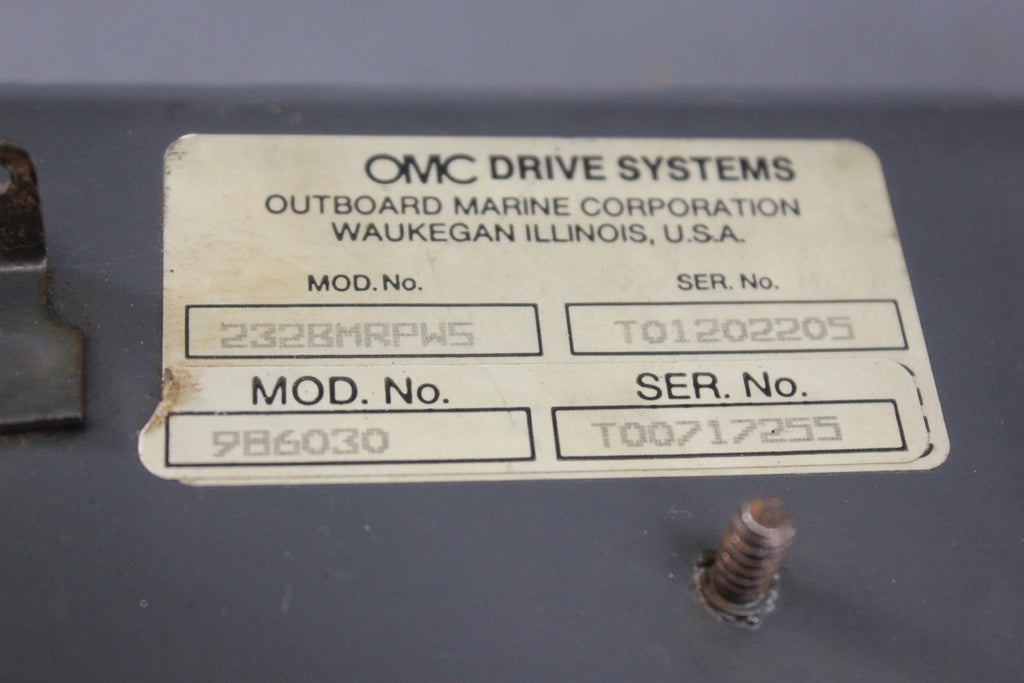 OMC DRIVE SYSTEMS
OUTBOARD MARINE CORPORATION
WAUKEGAN ILLINOIS, U.S.A.
MOD. No. SER. No.
232BMRPWS T01202205
MOD. No. SER. No.
986030 T00717255